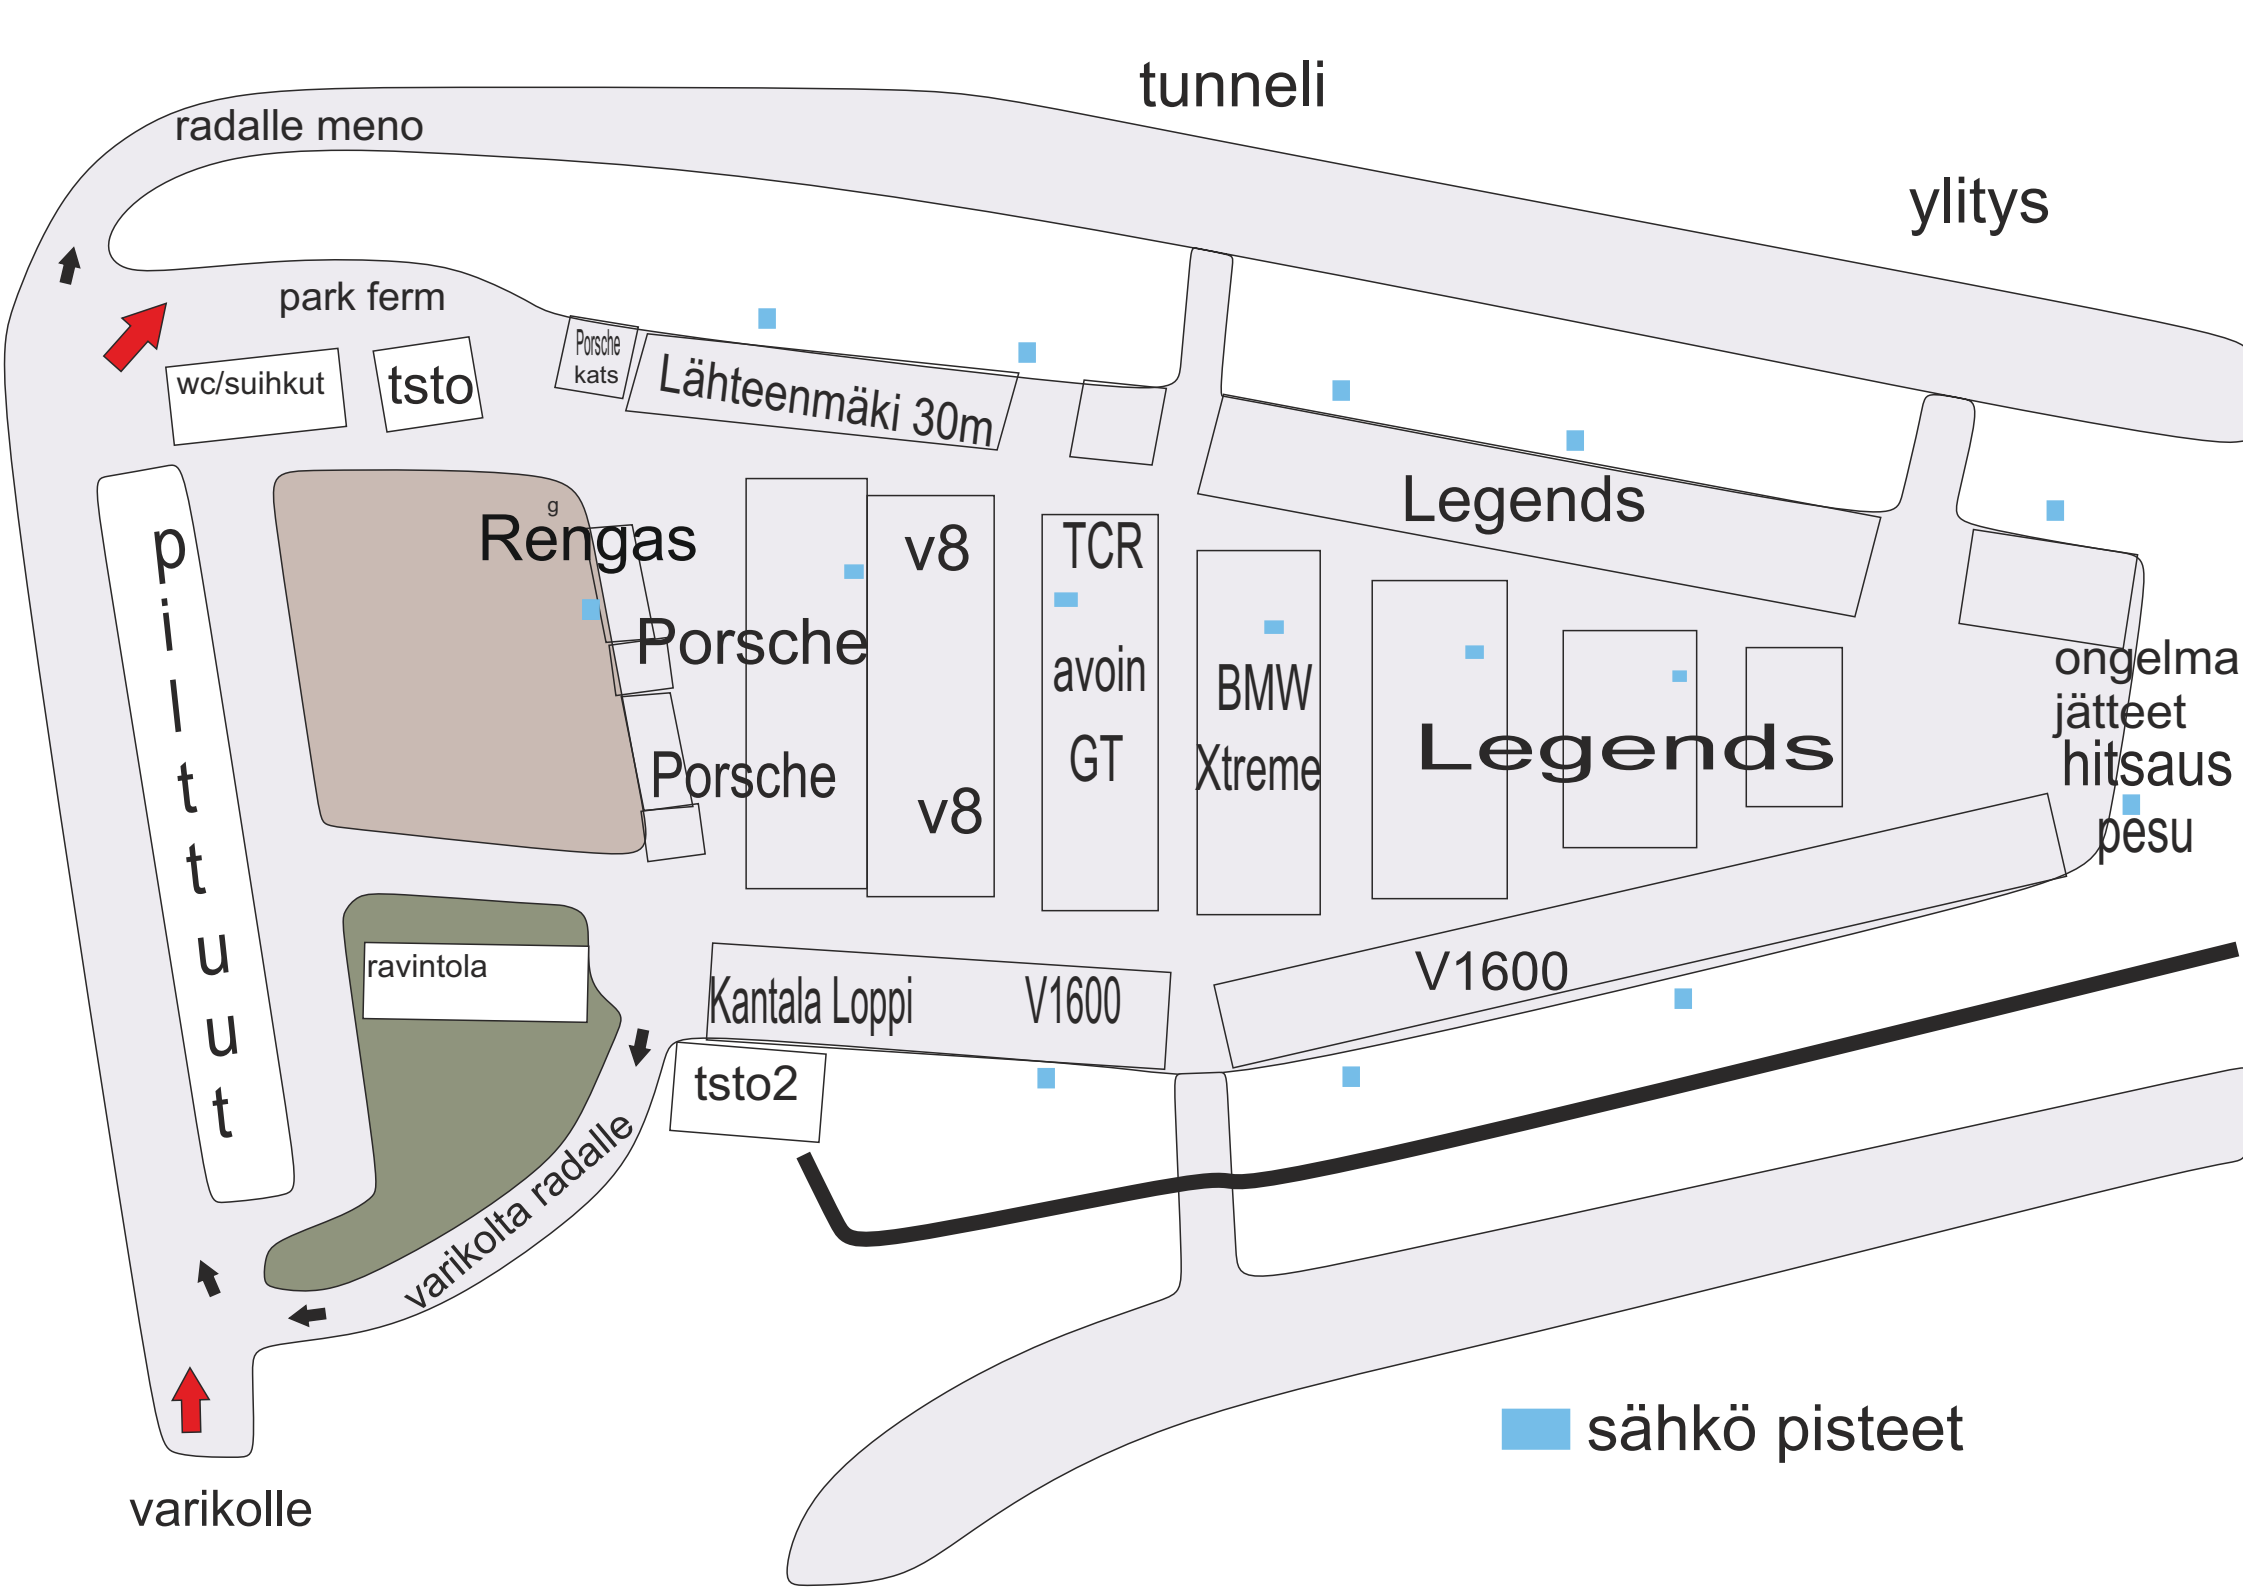 tunneli
radalle meno
ylitys
park ferm
Porsche
kats
wc/suihkut
tsto
Lähteenmäki 30m
Legends
g
Rengas
v8
TCR
pilttuut
Porsche
avoin
BMW
ongelma
jätteet
Porsche
GT
Xtreme
Legends
hitsaus
v8
pesu
ravintola
Kantala Loppi
V1600
V1600
tsto2
varikolta radalle
sähkö pisteet
varikolle